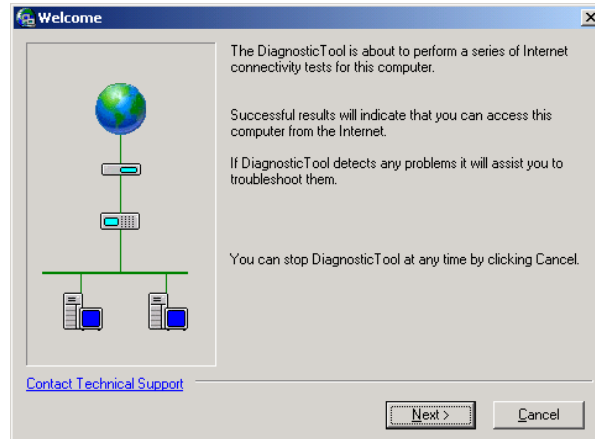 Welcome
The DiagnosticTool is about to perform a series of Internet
connectivity tests for this computer.
Successful results will indicate that you can access this
computer from the Internet.
If DiagnosticTool detects any problems it will assist you to
troubleshoot them.
You can stop DiagnosticTool at any time by clicking Cancel.
Contact Technical Support
Next >
Cancel